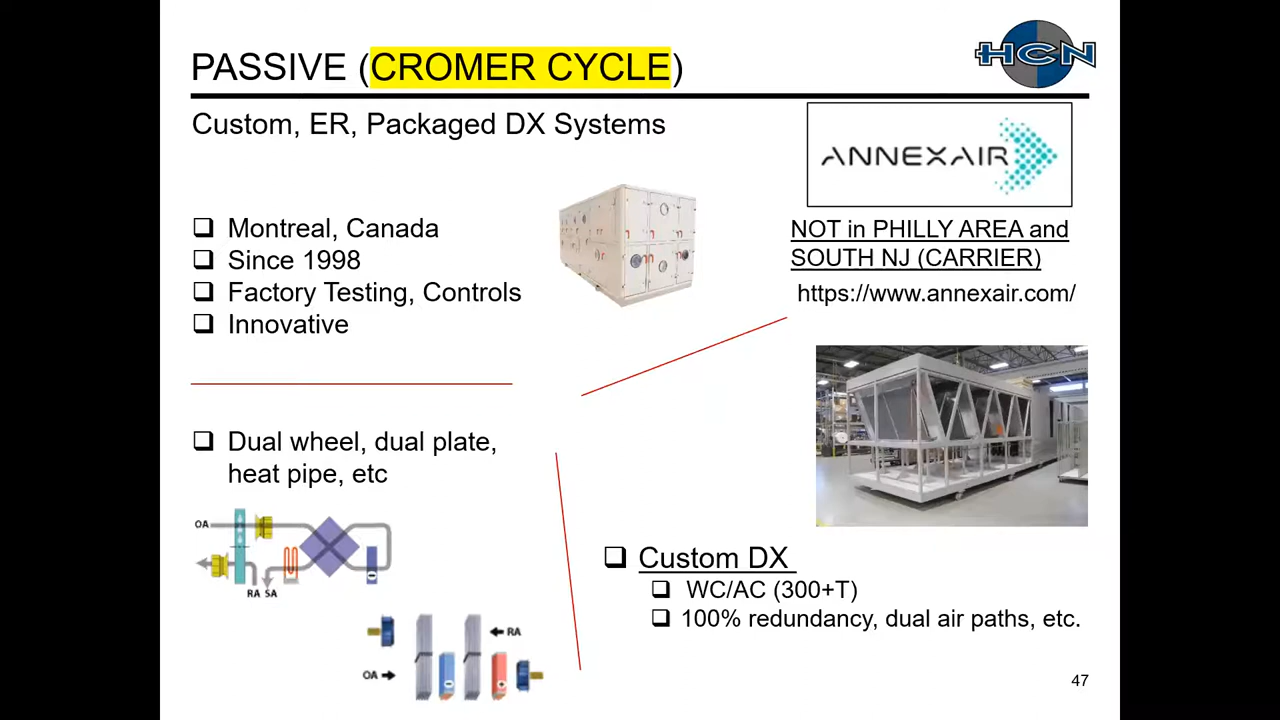 PASSIVE (CROMER CYCLE)
HCN
Custom, ER, Packaged DX Systems
ANNEXAIR
Montreal, Canada
Since 1998
Factory Testing, Controls
Innovative
NOT in PHILLY AREA and
SOUTH NJ (CARRIER)
https://www.annexair.com/
Dual wheel, dual plate,
heat pipe, etc
OA
RA SA
RA
OA
Custom DX
WC/AC (300+T)
100% redundancy, dual air paths, etc.
47